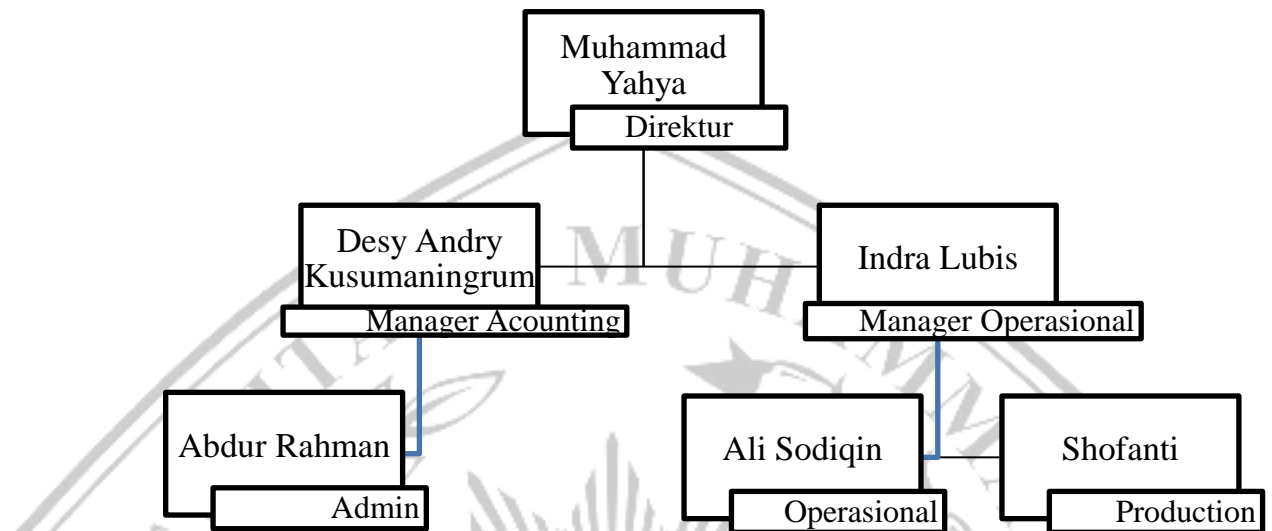 Muhammad
Yahya
Direktur
Desy Andry
Kusumaningrum
Manager Acounting
Indra Lubis
Manager Operasional
Abdur Rahman
Admin
Ali Sodiqin
Operasional
Shofanti
Production